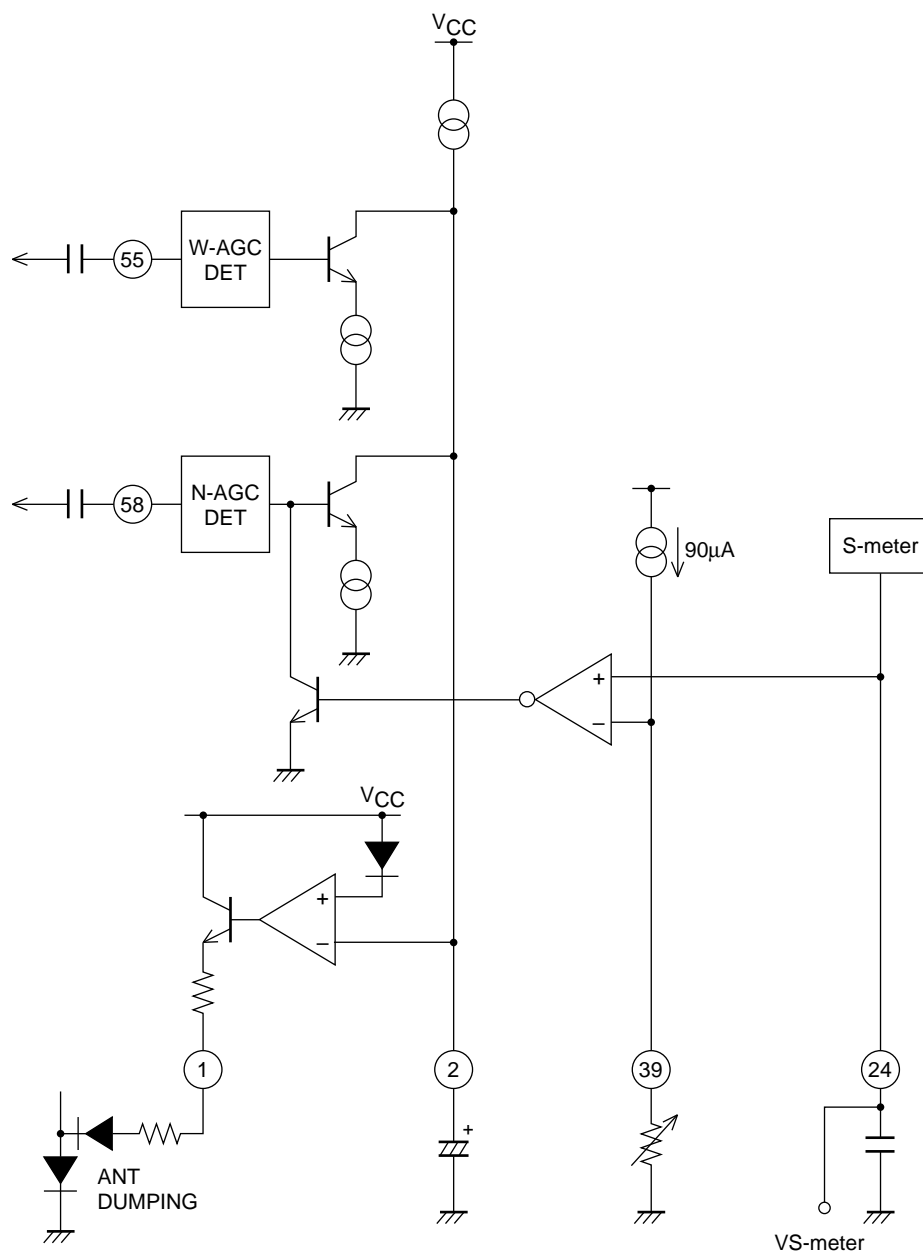 VCC
55
W-AGC
DET
58
N-AGC
DET
90μA
S-meter
+
−
VCC
+
−
1
2
39
24
+
ANT
DUMPING
VS-meter